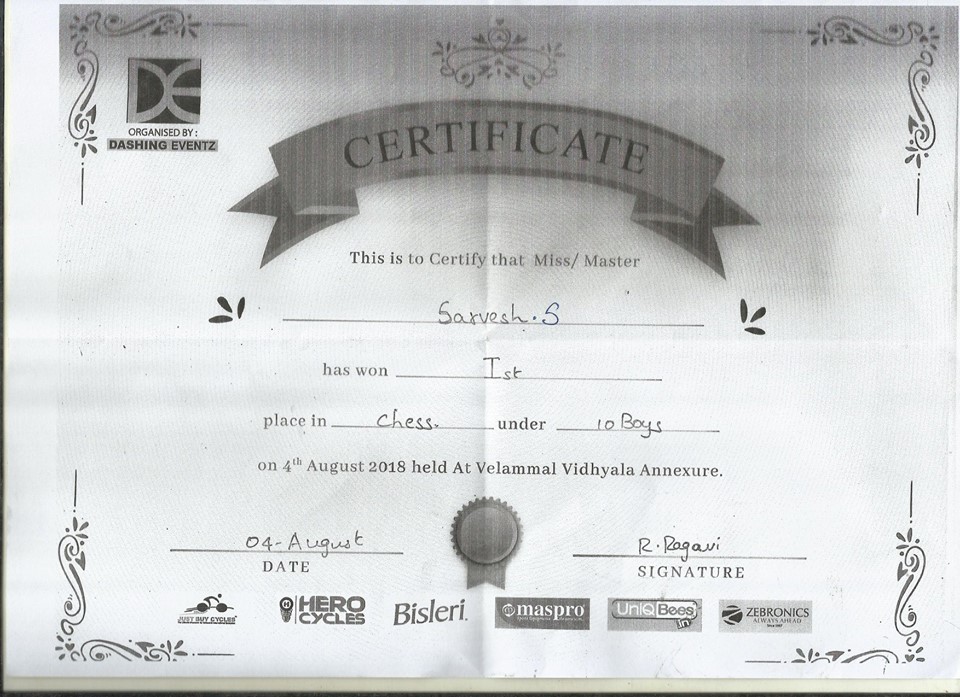 DE
ORGANISED BY :
DASHING EVENTZ
CERTIFICATE
This is to Certify that Miss/ Master
Sarvesh.S
has won Ist
place in Chess. under 10 Boys
on 4th August 2018 held At Velammal Vidhyala Annexure.
04-August
DATE
R.Ragavi
SIGNATURE
JUST BUY CYCLES
HERO CYCLES
Bisleri.
maspro
UniQBees in
ZEBRONICS
ALWAYS AHEAD